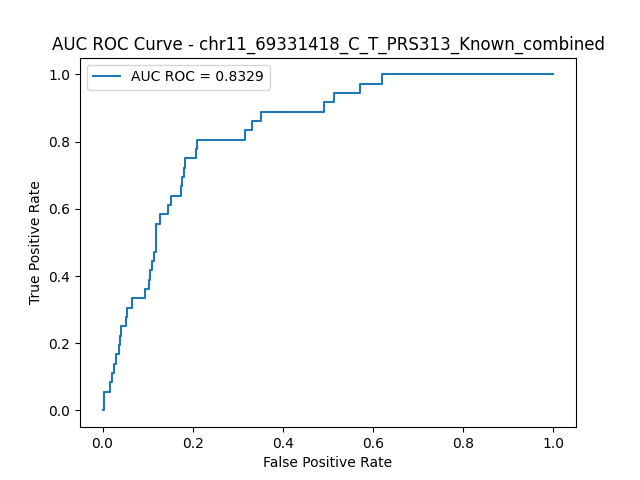 AUC ROC Curve - chr11_69331418_C_T_PRS313_Known_combined
AUC ROC = 0.8329
True Positive Rate
1.0
0.8
0.6
0.4
0.2
0.0
0.0 0.2 0.4 0.6 0.8 1.0
False Positive Rate